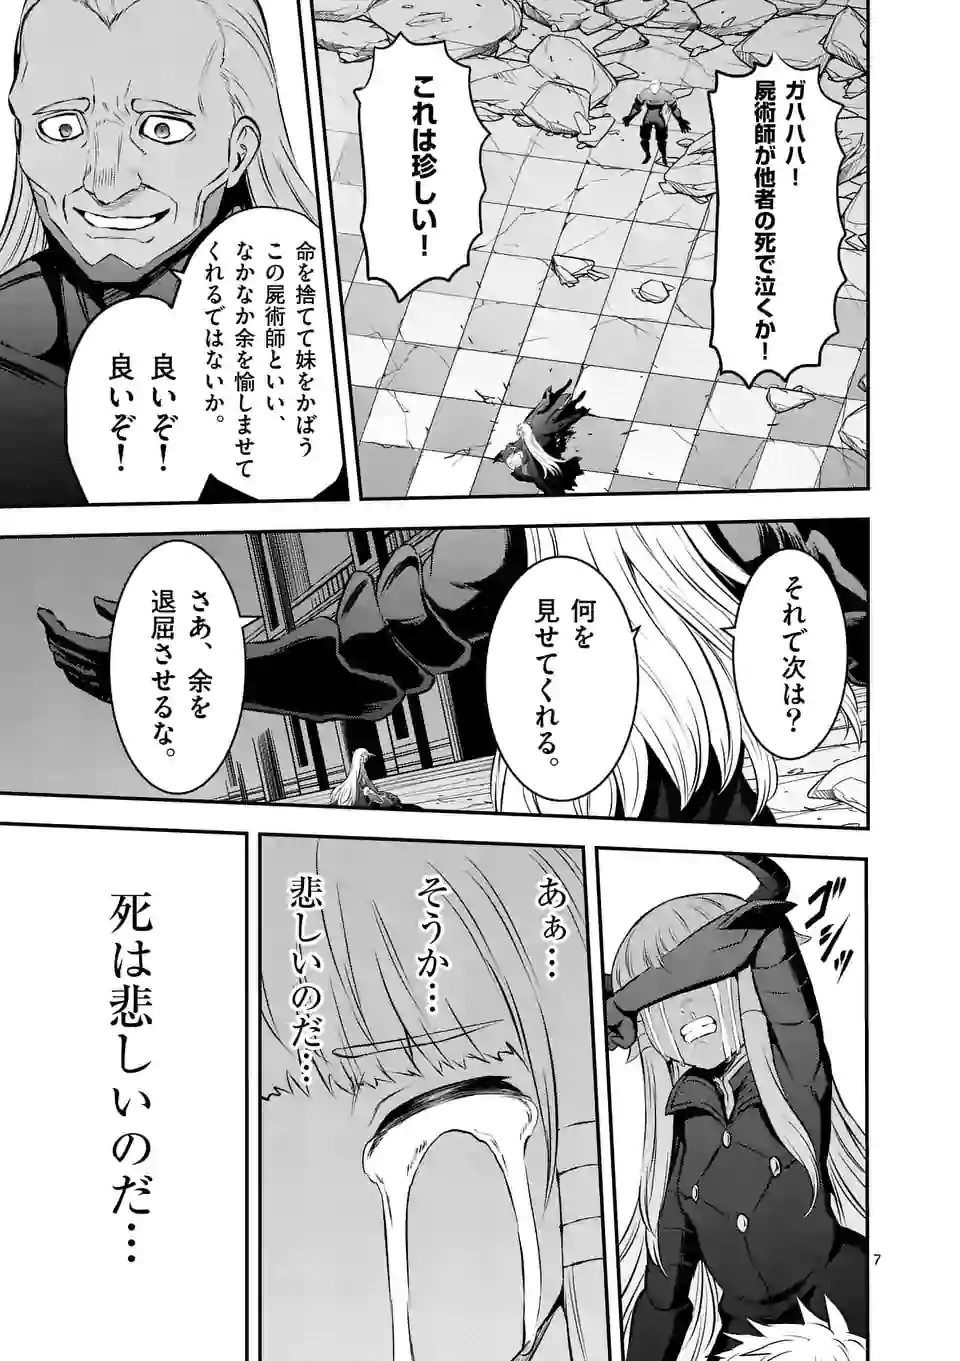 ガハハハ！
屍術師が他者の死で泣くか！
これは珍しい！
命を捨てて妹をかばう
この屍術師といい、
なかなか余を愉しませて
くれるではないか。
良いぞ！
良いぞ！
それで次は？
何を
見せてくれる。
さあ、余を
退屈させるな。
ゴシ
あぁ…
そうか…
悲しいのだ…
死は悲しいのだ…
7